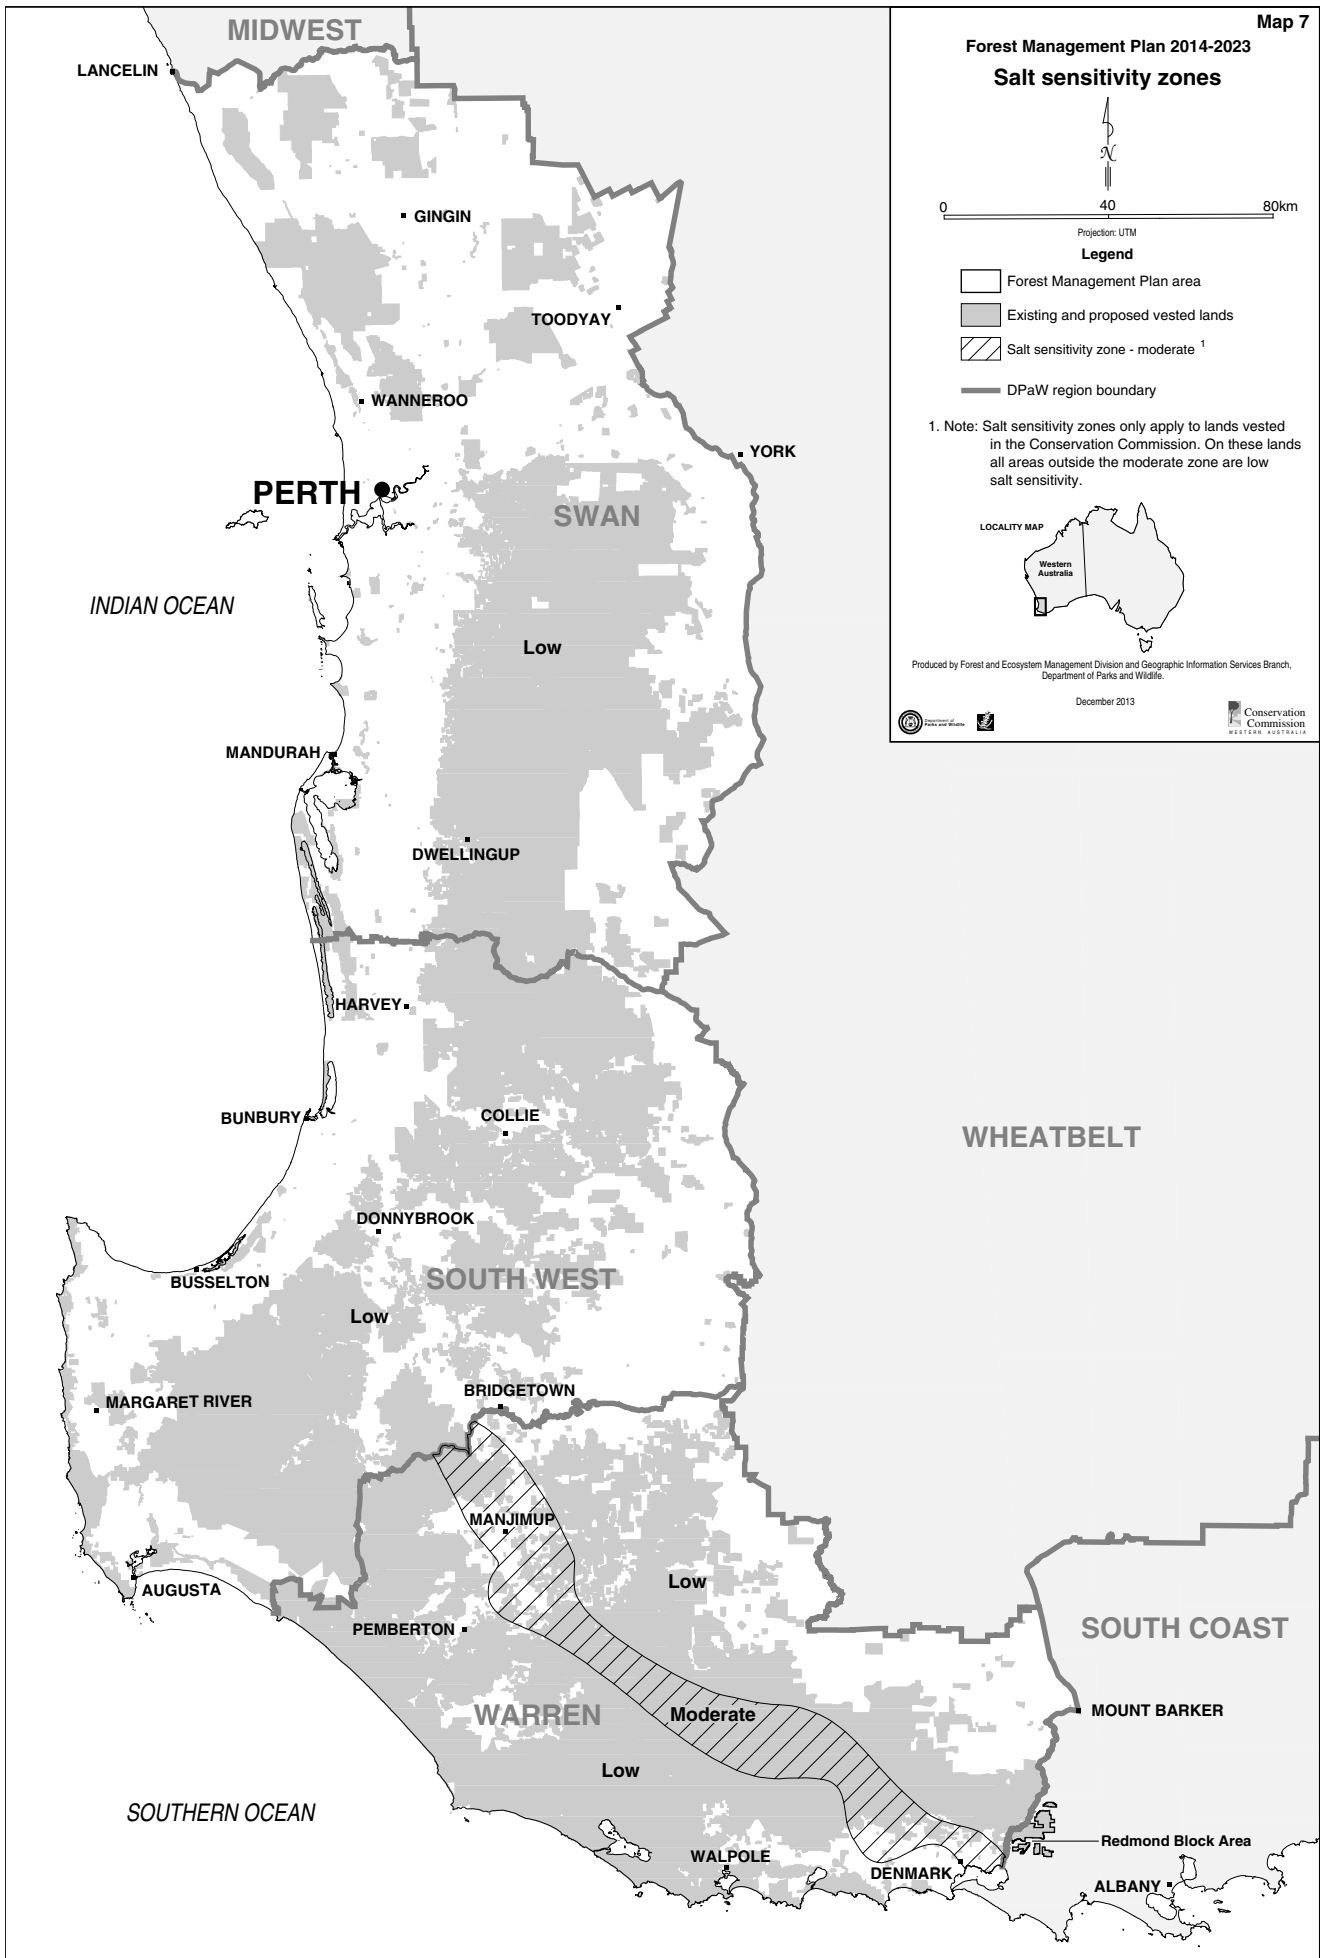 Map 7
Forest Management Plan 2014-2023
Salt sensitivity zones
N
0 40 80km
Projection: UTM
Legend
Forest Management Plan area
Existing and proposed vested lands
Salt sensitivity zone - moderate 1
DPaW region boundary
1. Note: Salt sensitivity zones only apply to lands vested
in the Conservation Commission. On these lands
all areas outside the moderate zone are low
salt sensitivity.
LOCALITY MAP
Western
Australia
Produced by Forest and Ecosystem Management Division and Geographic Information Services Branch,
Department of Parks and Wildlife.
December 2013
Department of
Parks and Wildlife
Conservation
Commission
WESTERN AUSTRALIA
MIDWEST
LANCELIN
GINGIN
TOODYAY
WANNEROO
YORK
PERTH
SWAN
INDIAN OCEAN
Low
MANDURAH
DWELLINGUP
HARVEY
BUNBURY
COLLIE
WHEATBELT
DONNYBROOK
BUSSELTON
SOUTH WEST
Low
BRIDGETOWN
MARGARET RIVER
MANJIMUP
Low
AUGUSTA
PEMBERTON
SOUTH COAST
WARREN
Moderate
MOUNT BARKER
Low
SOUTHERN OCEAN
Redmond Block Area
WALPOLE
DENMARK
ALBANY